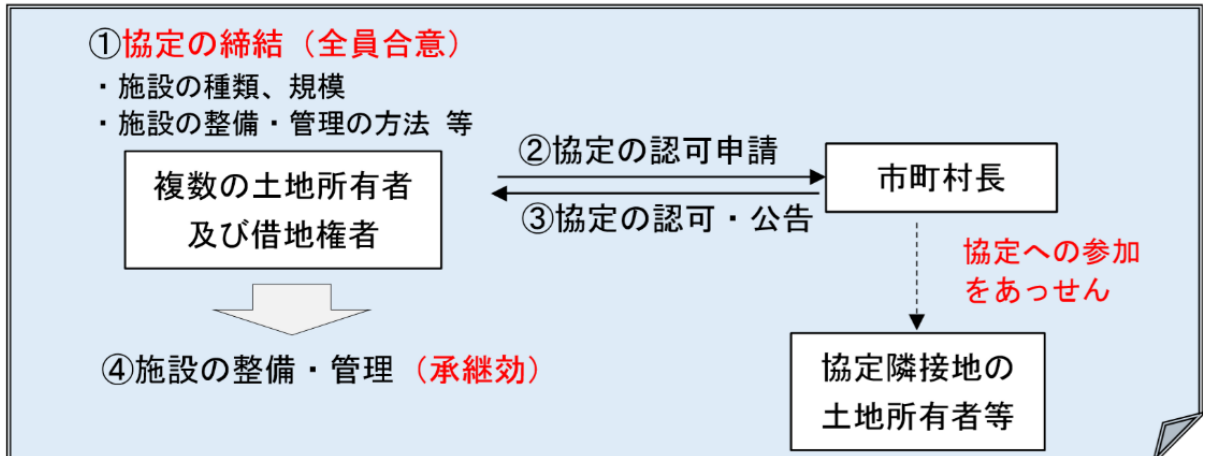 ①協定の締結（全員合意）
・施設の種類、規模
・施設の整備・管理の方法 等
複数の土地所有者
及び借地権者
②協定の認可申請
③協定の認可・公告
市町村長
協定への参加
をあっせん
④施設の整備・管理（承継効）
協定隣接地の
土地所有者等